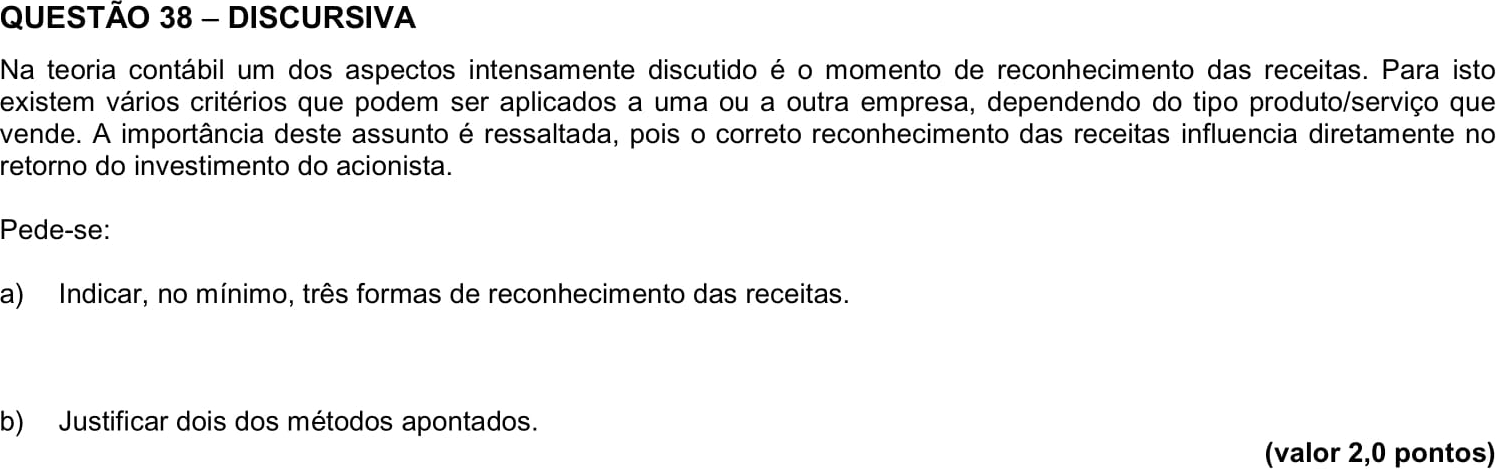 QUESTÃO 38 – DISCURSIVA
Na teoria contábil um dos aspectos intensamente discutido é o momento de reconhecimento das receitas. Para isto
existem vários critérios que podem ser aplicados a uma ou a outra empresa, dependendo do tipo produto/serviço que
vende. A importância deste assunto é ressaltada, pois o correto reconhecimento das receitas influencia diretamente no
retorno do investimento do acionista.
Pede-se:
a) Indicar, no mínimo, três formas de reconhecimento das receitas.
b) Justificar dois dos métodos apontados.
(valor 2,0 pontos)